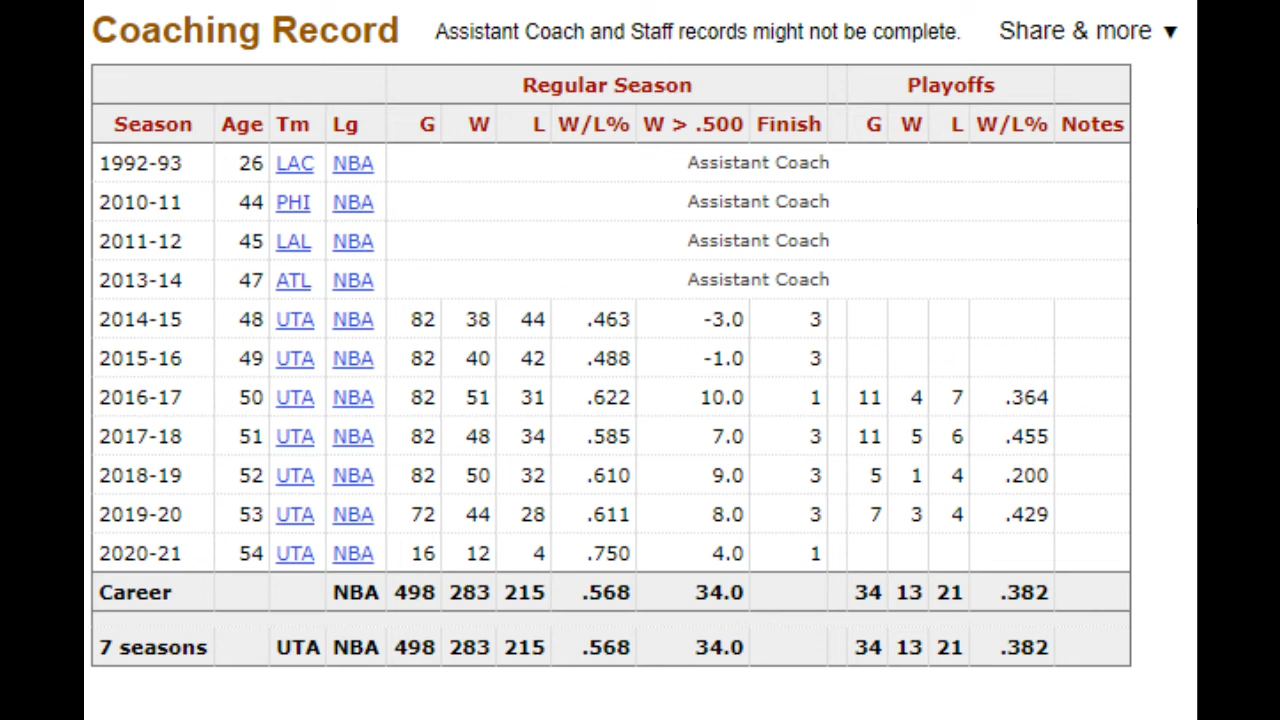 Coaching Record Assistant Coach and Staff records might not be complete. Share & more ▼
Regular Season Playoffs
Season Age Tm Lg G W L W/L% W > .500 Finish G W L W/L% Notes
1992-93 26 LAC NBA Assistant Coach
2010-11 44 PHI NBA Assistant Coach
2011-12 45 LAL NBA Assistant Coach
2013-14 47 ATL NBA Assistant Coach
2014-15 48 UTA NBA 82 38 44 .463 -3.0 3
2015-16 49 UTA NBA 82 40 42 .488 -1.0 3
2016-17 50 UTA NBA 82 51 31 .622 10.0 1 11 4 7 .364
2017-18 51 UTA NBA 82 48 34 .585 7.0 3 11 5 6 .455
2018-19 52 UTA NBA 82 50 32 .610 9.0 3 5 1 4 .200
2019-20 53 UTA NBA 72 44 28 .611 8.0 3 7 3 4 .429
2020-21 54 UTA NBA 16 12 4 .750 4.0 1
Career NBA 498 283 215 .568 34.0 34 13 21 .382
7 seasons UTA NBA 498 283 215 .568 34.0 34 13 21 .382